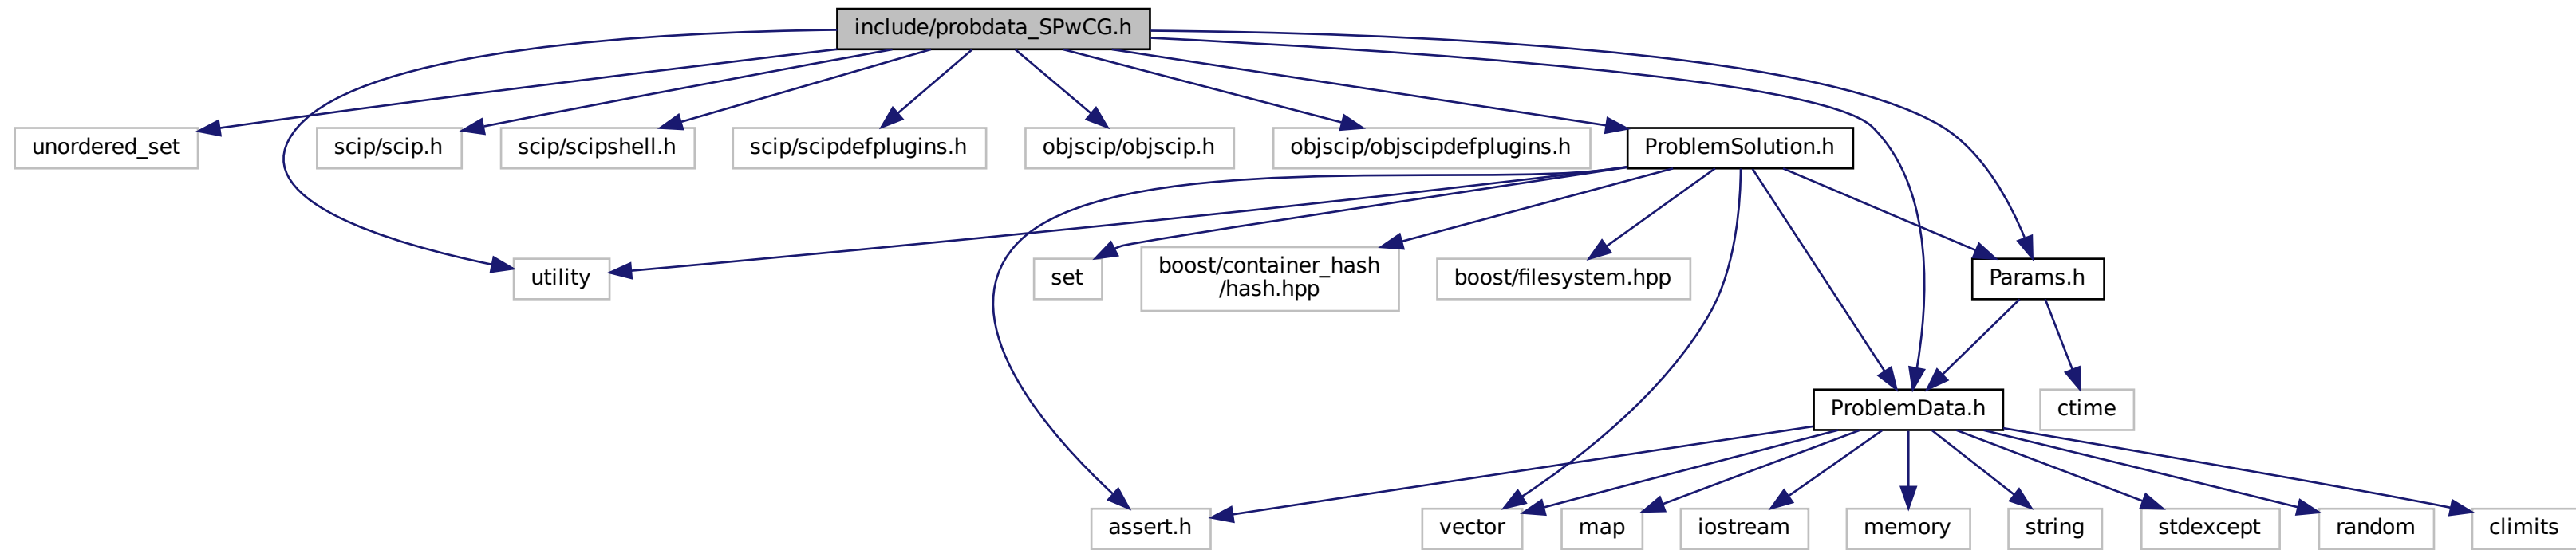 include/probdata_SPwCG.h
unordered_set
scip/scip.h
scip/scipshell.h
scip/scipdefplugins.h
objscip/objscip.h
objscip/objscipdefplugins.h
ProblemSolution.h
utility
set
boost/container_hash
/hash.hpp
boost/filesystem.hpp
Params.h
ProblemData.h
ctime
assert.h
vector
map
iostream
memory
string
stdexcept
random
climits